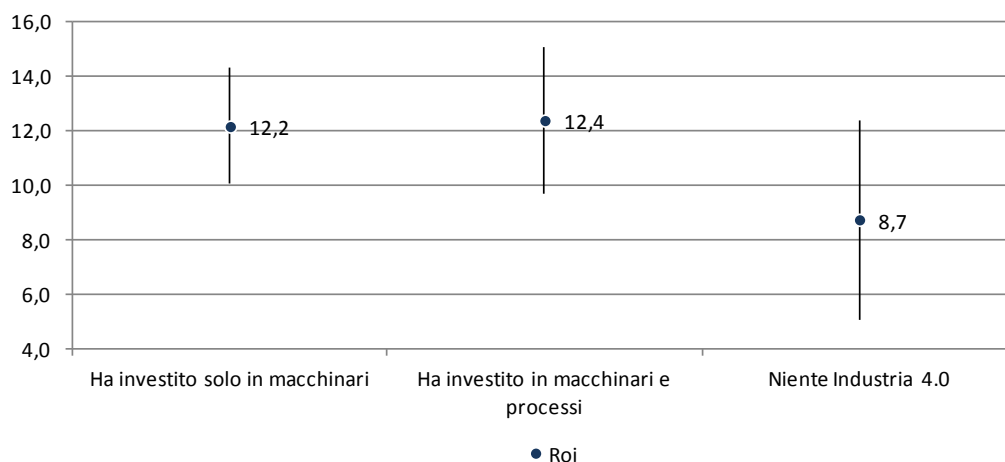 16,0
14,0
12,0
10,0
8,0
6,0
4,0
12,2
12,4
8,7
Ha investito solo in macchinari
Ha investito in macchinari e
processi
Niente Industria 4.0
Roi